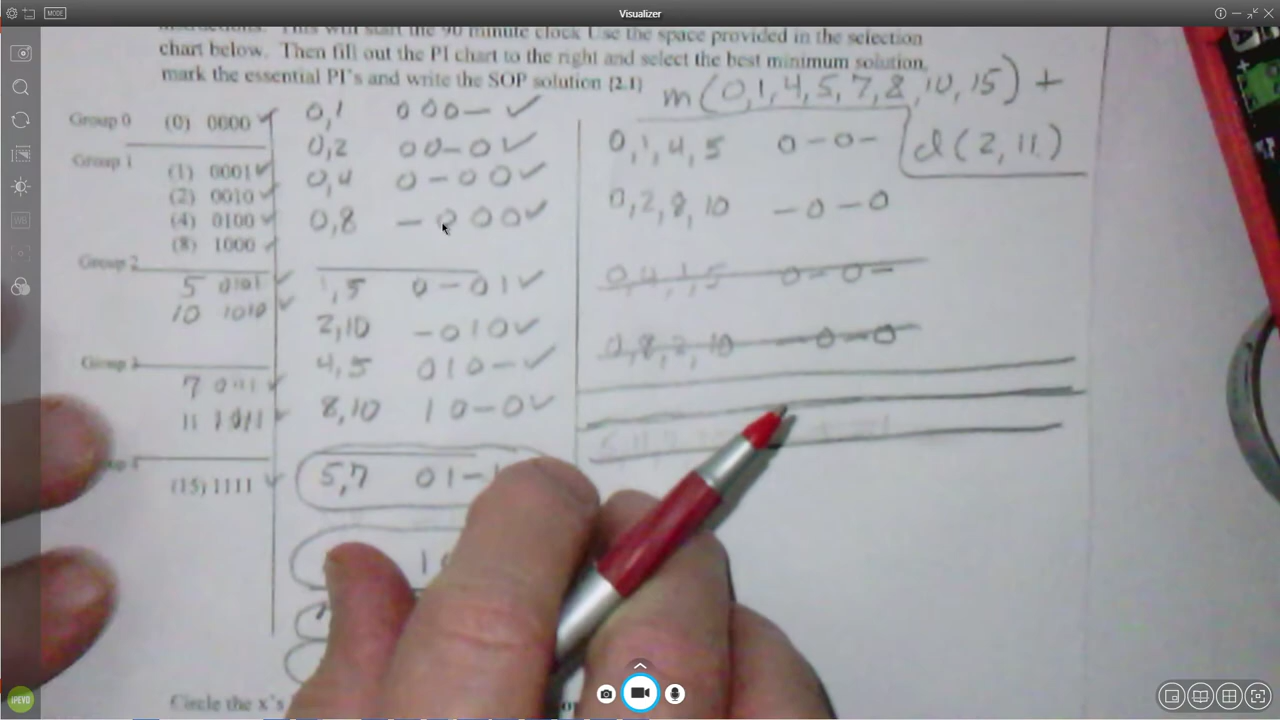 MODE
Visualizer
instructions. This will start the 90 minute clock Use the space provided in the selection
chart below. Then fill out the PI chart to the right and select the best minimum solution,
mark the essential PI's and write the SOP solution {2.1}
m(0,1,4,5,7,8,10,15) +
d(2,11)
Group 0 (0) 0000 ✓
Group 1
(1) 0001 ✓
(2) 0010 ✓
(4) 0100 ✓
(8) 1000 ✓
Group 2
5 0101 ✓
10 1010 ✓
Group 3
7 0111 ✓
11 1011 ✓
(15) 1111 ✓
0,1 000— ✓
0,2 00—0 ✓
0,4 0—00 ✓
0,8 —000 ✓
1,5 0—01 ✓
2,10 —010 ✓
4,5 010— ✓
8,10 10—0 ✓
5,7 01—
1
0,1,4,5 0—0—
0,2,8,10 —0—0
0,4,1,5 0—0—
0,8,2,10 —0—0
Circle the x's
iPEVO